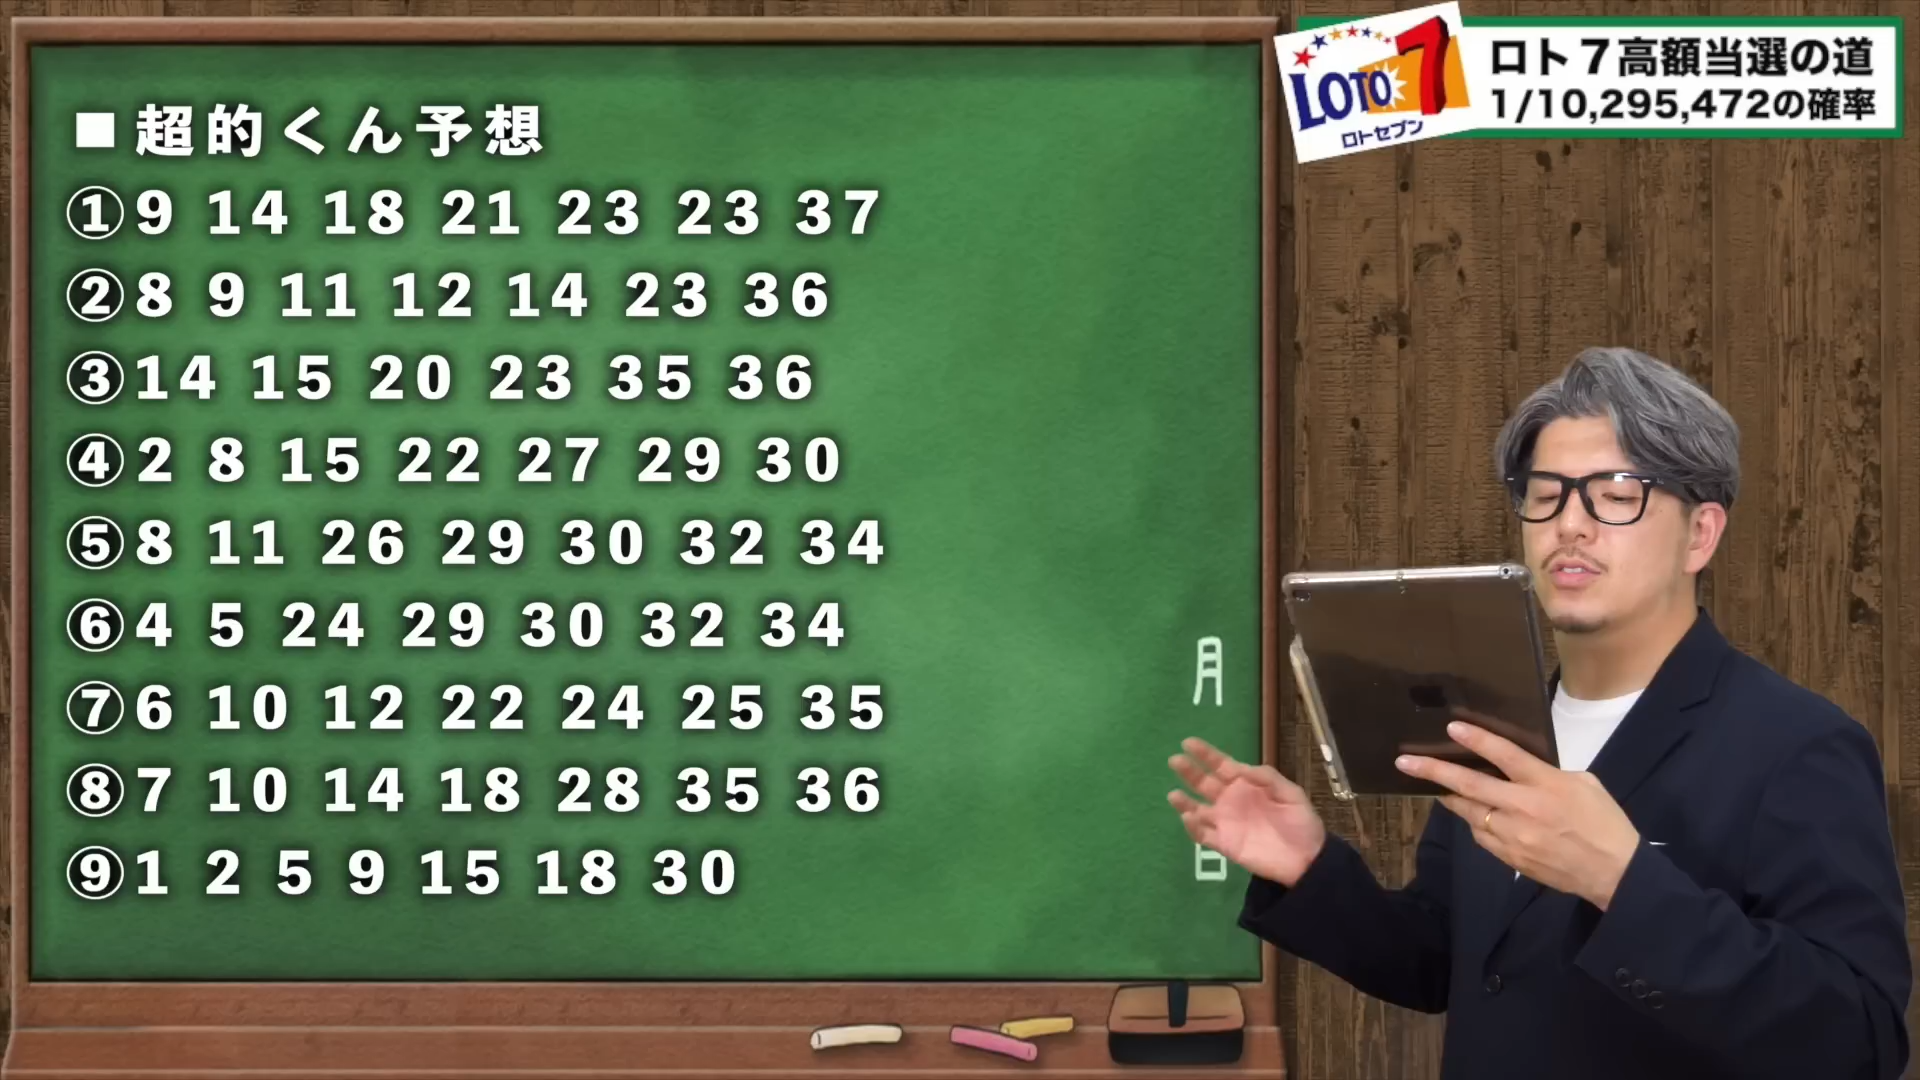 ■超的くん予想
①9 14 18 21 23 23 37
②8 9 11 12 14 23 36
③14 15 20 23 35 36
④2 8 15 22 27 29 30
⑤8 11 26 29 30 32 34
⑥4 5 24 29 30 32 34
⑦6 10 12 22 24 25 35
⑧7 10 14 18 28 35 36
⑨1 2 5 9 15 18 30
LOTO 7
ロトセブン
ロト7高額当選の道
1/10,295,472の確率
月
日